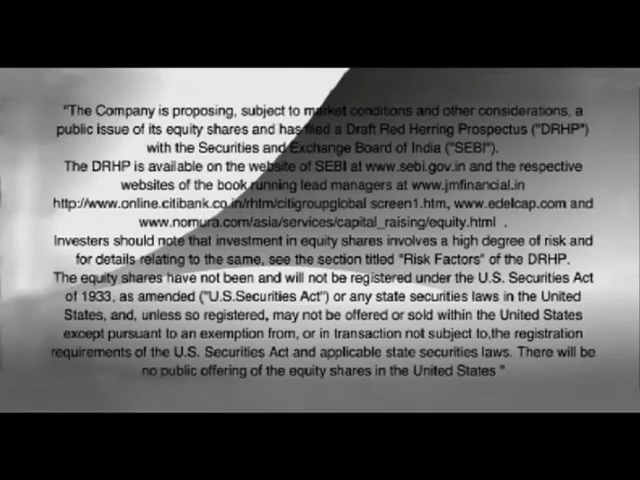 "The Company is proposing, subject to market conditions and other considerations, a
public issue of its equity shares and has filed a Draft Red Herring Prospectus ("DRHP")
with the Securities and Exchange Board of India ("SEBI").
The DRHP is available on the website of SEBI at www.sebi.gov.in and the respective
websites of the book running lead managers at www.jmfinancial.in
http://www.online.citibank.co.in/rhtm/citigroupglobal screen1.htm, www.edelcap.com and
www.nomura.com/asia/services/capital_raising/equity.html .
Investors should note that investment in equity shares involves a high degree of risk and
for details relating to the same, see the section titled "Risk Factors" of the DRHP.
The equity shares have not been and will not be registered under the U.S. Securities Act
of 1933, as amended ("U.S.Securities Act") or any state securities laws in the United
States, and, unless so registered, may not be offered or sold within the United States
except pursuant to an exemption from, or in transaction not subject to,the registration
requirements of the U.S. Securities Act and applicable state securities laws. There will be
no public offering of the equity shares in the United States "